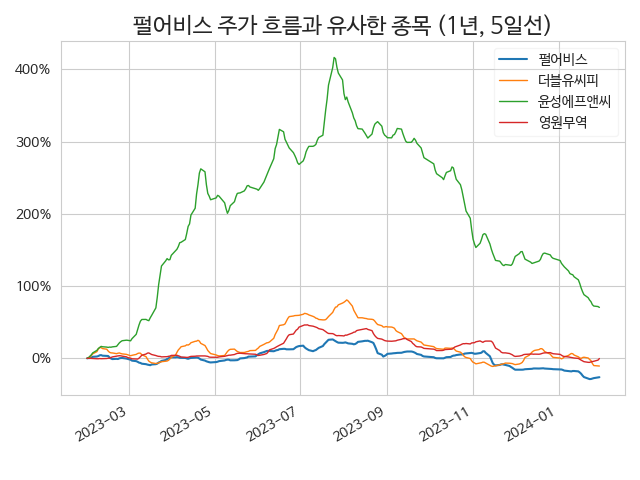 펄어비스 주가 흐름과 유사한 종목 (1년, 5일선)
펄어비스
더블유씨피
윤성에프앤씨
영원무역
400%
300%
200%
100%
0%
2023-03
2023-05
2023-07
2023-09
2023-11
2024-01